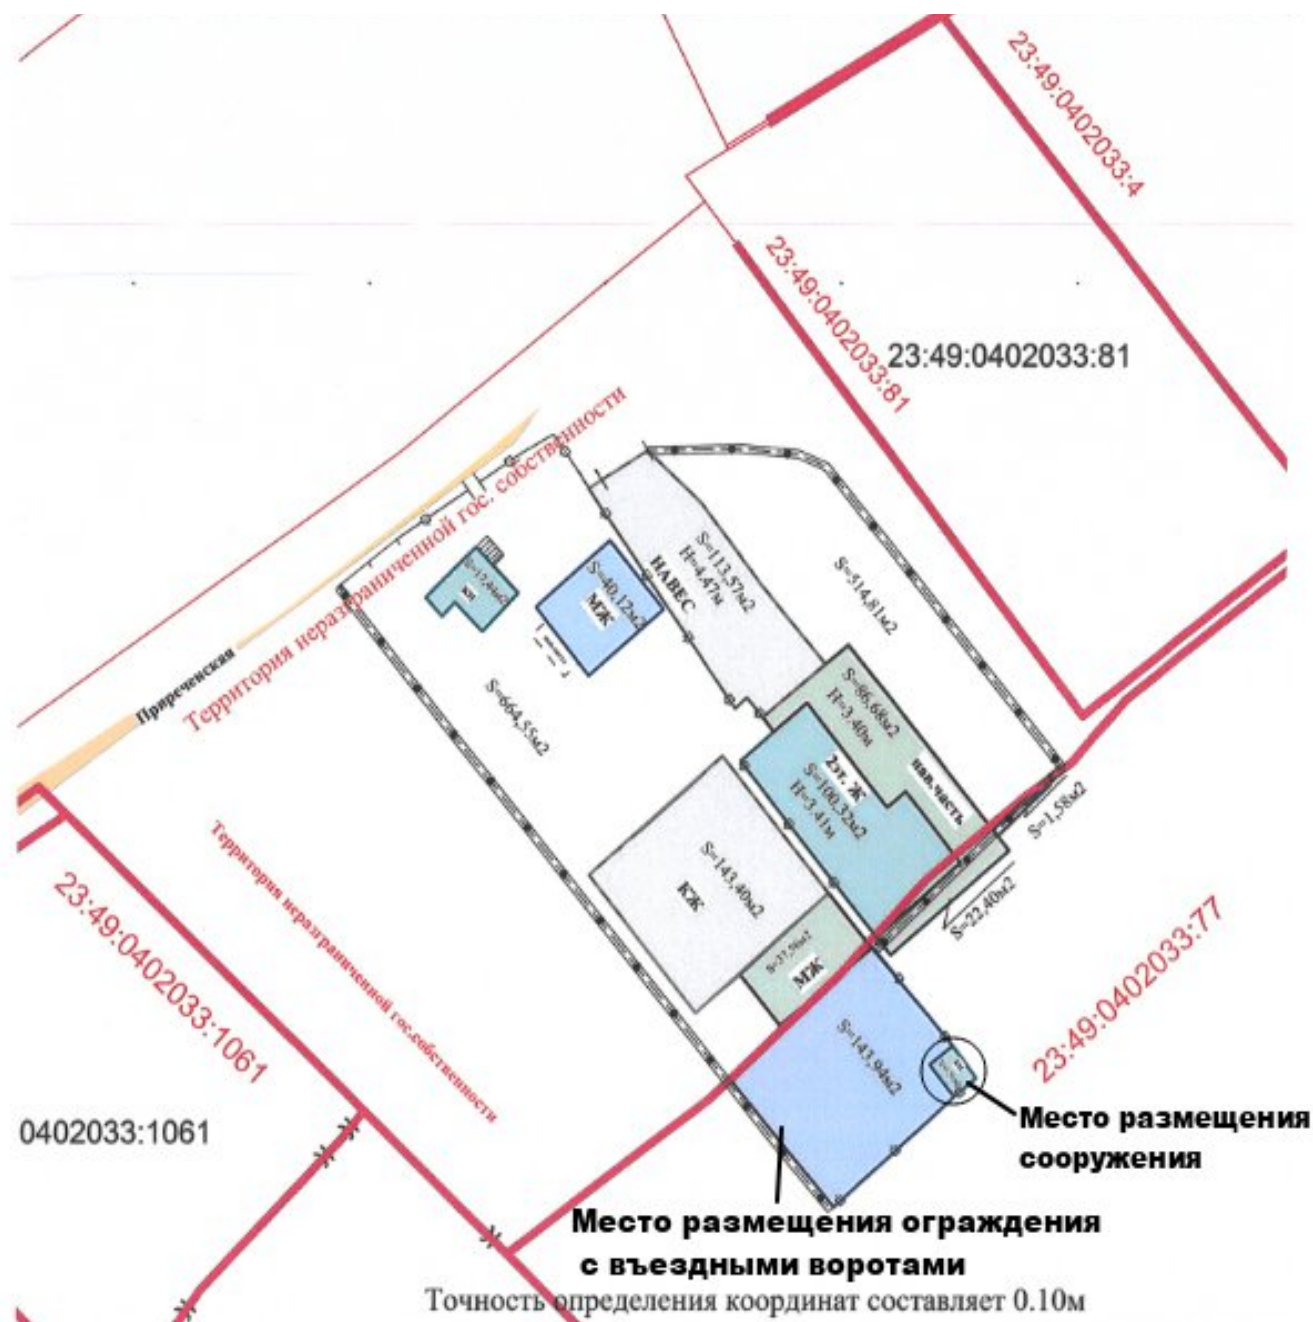 23:49:0402033:4
23:49:0402033:81
23:49:0402033:81
Территория неразграниченной гос. собственности
S=113,57м2
Н=4,47м
НАВЕС
S=514,81м2
S=40,12м2
МЖ
КН
S=664,55м2
Приреченская
S=86,68м2
Н=3.40м
нав.часть
2эт. Ж
S=100,32м2
Н=3,41м
S=1,58м2
S=143,40м2
КЖ
S=22,40м2
МЖ
Территория неразграниченной гос.собственности
23:49:0402033:1061
23:49:0402033:77
S=143,94м2
0402033:1061
Место размещения
сооружения
Место размещения ограждения
с въездными воротами
Точность определения координат составляет 0.10м